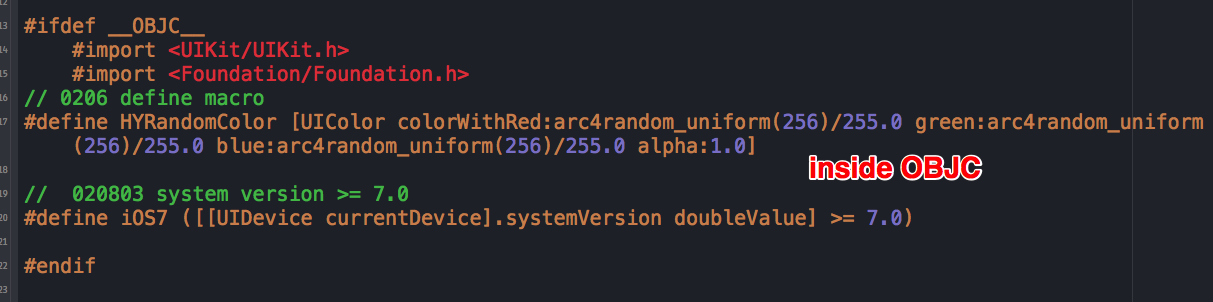 12
13 #ifdef __OBJC__
14 #import <UIKit/UIKit.h>
15 #import <Foundation/Foundation.h>
16 // 0206 define macro
17 #define HYRandomColor [UIColor colorWithRed:arc4random_uniform(256)/255.0 green:arc4random_uniform
(256)/255.0 blue:arc4random_uniform(256)/255.0 alpha:1.0]
inside OBJC
18
19 //  020803 system version >= 7.0
20 #define iOS7 ([[UIDevice currentDevice].systemVersion doubleValue] >= 7.0)
21
22 #endif
23